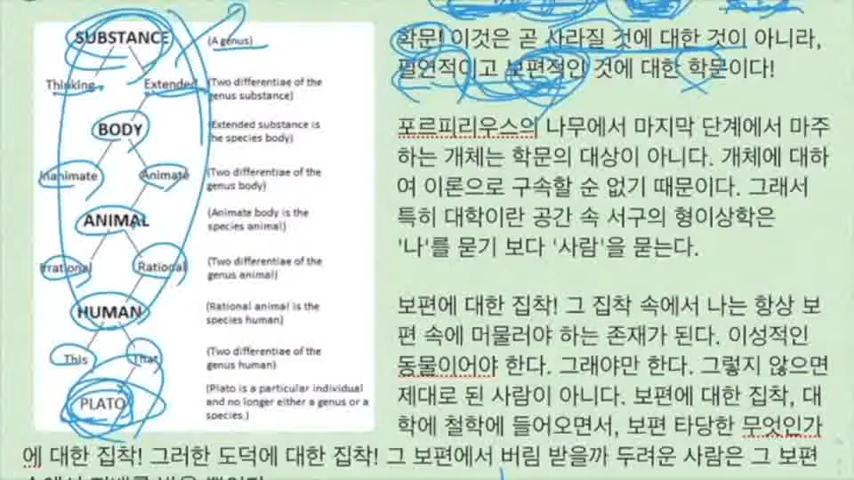 SUBSTANCE
(A genus)
Thinking
Extended
(Two differentiae of the
genus substance)
BODY
(Extended substance is
the species body)
Inanimate
Animate
(Two differentiae of the
genus body)
ANIMAL
(Animate body is the
species animal)
Irrational
Rational
(Two differentiae of the
genus animal)
HUMAN
(Rational animal is the
species human)
This
That
(Two differentiae of the
genus human)
PLATO
(Plato is a particular individual
and no longer either a genus or a
species.)
학문! 이것은 곧 사라질 것에 대한 것이 아니라,
필연적이고 보편적인 것에 대한 학문이다!
포르피리우스의 나무에서 마지막 단계에서 마주
하는 개체는 학문의 대상이 아니다. 개체에 대하
여 이론으로 구속할 순 없기 때문이다. 그래서
특히 대학이란 공간 속 서구의 형이상학은
'나'를 묻기 보다 '사람'을 묻는다.
보편에 대한 집착! 그 집착 속에서 나는 항상 보
편 속에 머물러야 하는 존재가 된다. 이성적인
동물이어야 한다. 그래야만 한다. 그렇지 않으면
제대로 된 사람이 아니다. 보편에 대한 집착, 대
학에 철학에 들어오면서, 보편 타당한 무엇인가
에 대한 집착! 그러한 도덕에 대한 집착! 그 보편에서 버림 받을까 두려운 사람은 그 보편